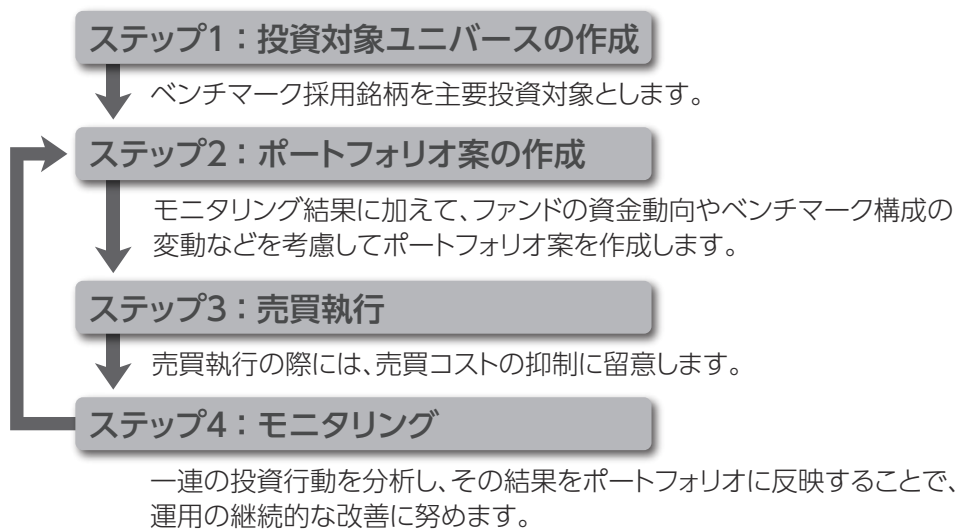 ステップ1：投資対象ユニバースの作成
ベンチマーク採用銘柄を主要投資対象とします。
ステップ2：ポートフォリオ案の作成
モニタリング結果に加えて、ファンドの資金動向やベンチマーク構成の
変動などを考慮してポートフォリオ案を作成します。
ステップ3：売買執行
売買執行の際には、売買コストの抑制に留意します。
ステップ4：モニタリング
一連の投資行動を分析し、その結果をポートフォリオに反映することで、
運用の継続的な改善に努めます。